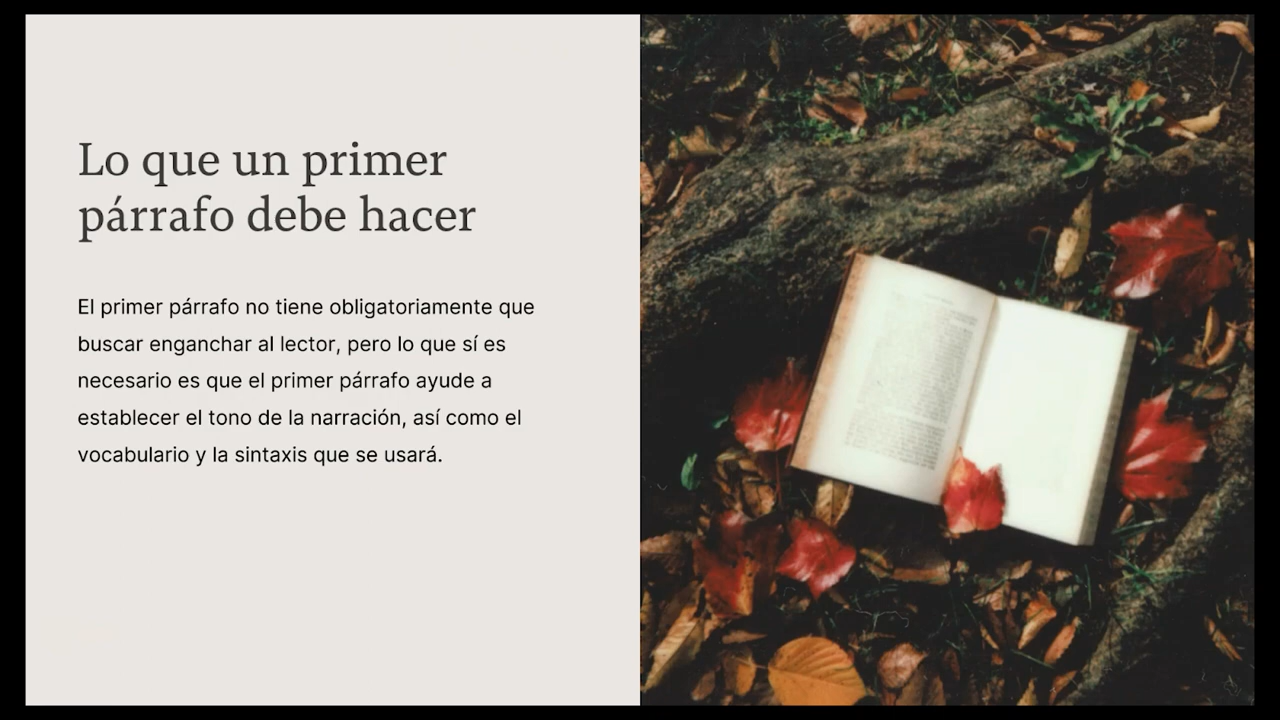 Lo que un primer
párrafo debe hacer
El primer párrafo no tiene obligatoriamente que
buscar enganchar al lector, pero lo que sí es
necesario es que el primer párrafo ayude a
establecer el tono de la narración, así como el
vocabulario y la sintaxis que se usará.